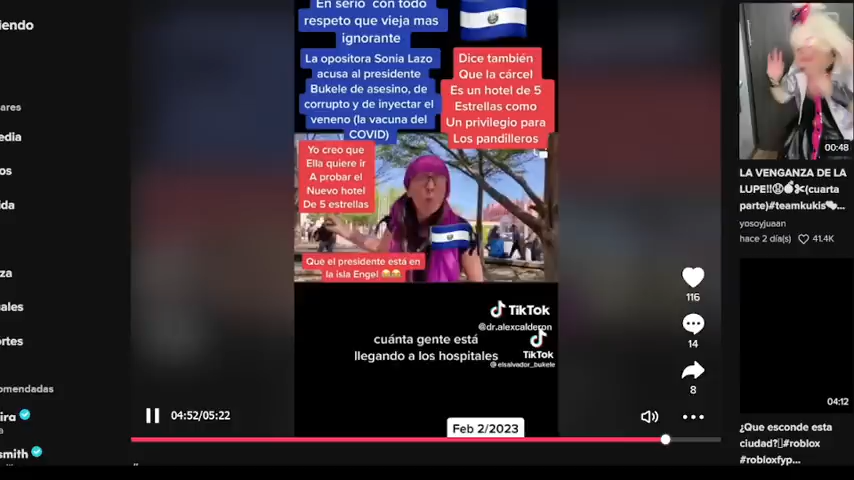 iendo
ares
edia
os
da
za
ales
rtes
omendadas
ira
a
smith
En serio con todo
respeto que vieja mas
ignorante
La opositora Sonia Lazo
acusa al presidente
Bukele de asesino, de
corrupto y de inyectar el
veneno (la vacuna del
COVID)
Dice también
Que la cárcel
Es un hotel de 5
Estrellas como
Un privilegio para
Los pandilleros
Yo creo que
Ella quiere ir
A probar el
Nuevo hotel
De 5 estrellas
Que el presidente está en
la isla Engel 😂😂
TikTok
@dr.alexcalderon
cuánta gente está
llegando a los hospitales
TikTok
@elsalvador_bukele
116
14
8
04:52/05:22
Feb 2/2023
00:48
LA VENGANZA DE LA
parte)#teamkukis
yosoyjuaan
hace 2 día(s) 41.4K
04:12
¿Que esconde esta
ciudad? #roblox
#robloxfyp...